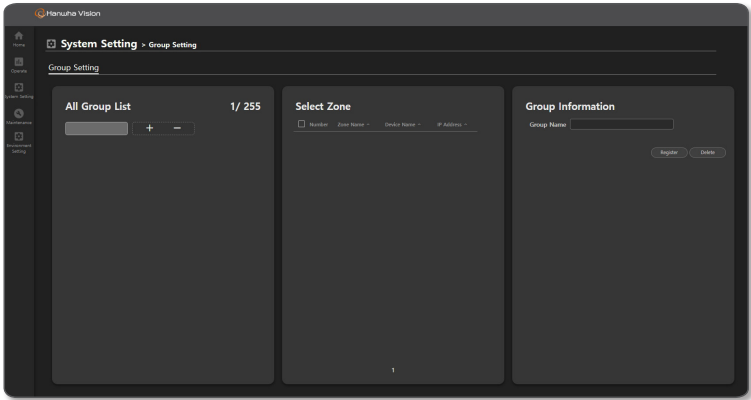 Hanwha Vision
Home
Operate
System Setting
Maintenance
Environment
Setting
System Setting > Group Setting
Group Setting
All Group List 1/ 255
+ −
Select Zone
Number Zone Name Device Name IP Address
1
Group Information
Group Name
Register Delete